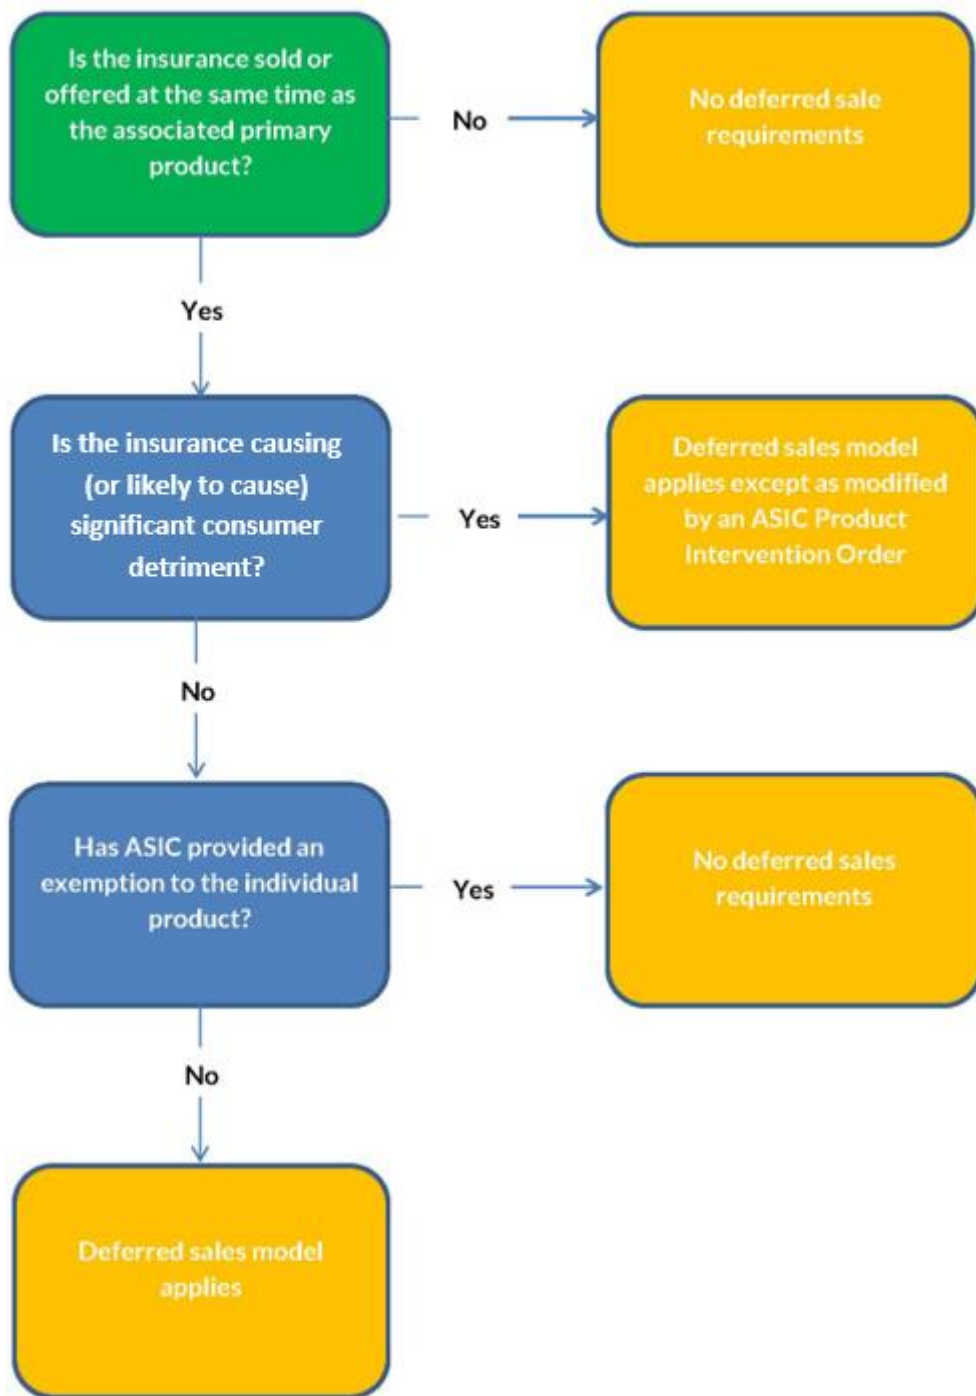 Is the insurance sold or
offered at the same time as
the associated primary
product?
No
No deferred sale
requirements
Yes
Is the insurance causing
(or likely to cause)
significant consumer
detriment?
Yes
Deferred sales model
applies except as modified
by an ASIC Product
Intervention Order
No
Has ASIC provided an
exemption to the individual
product?
Yes
No deferred sales
requirements
No
Deferred sales model
applies